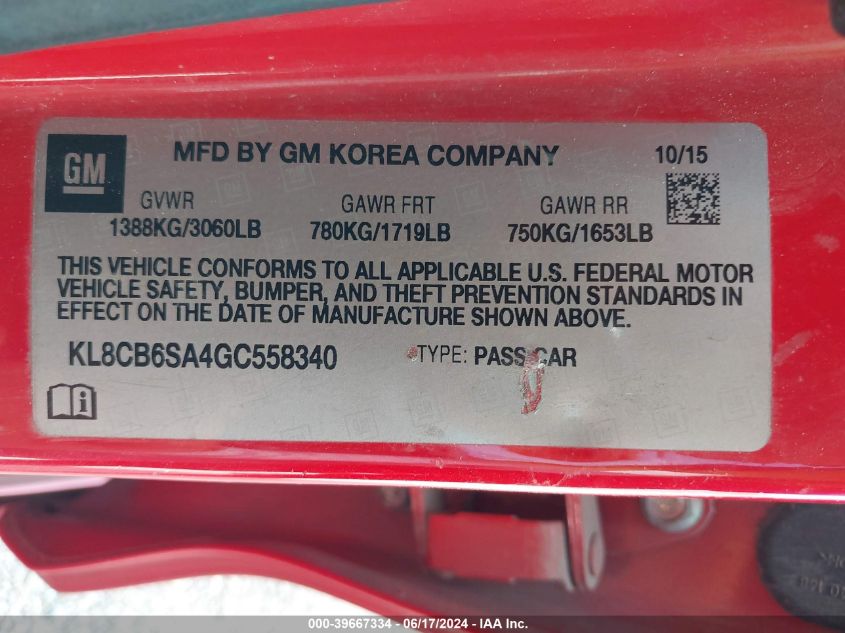 GM
MFD BY GM KOREA COMPANY 10/15
GVWR GAWR FRT GAWR RR
1388KG/3060LB 780KG/1719LB 750KG/1653LB
THIS VEHICLE CONFORMS TO ALL APPLICABLE U.S. FEDERAL MOTOR
VEHICLE SAFETY, BUMPER, AND THEFT PREVENTION STANDARDS IN
EFFECT ON THE DATE OF MANUFACTURE SHOWN ABOVE.
KL8CB6SA4GC558340 TYPE: PASS CAR
i
000-39667334 - 06/17/2024 - IAA, Inc.